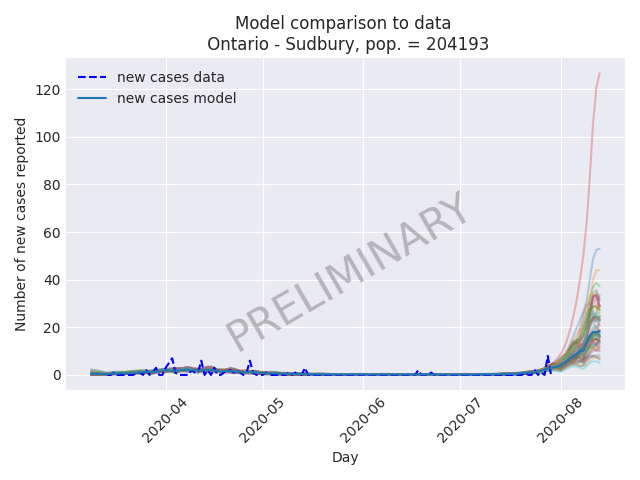 Model comparison to data
Ontario - Sudbury, pop. = 204193
new cases data
new cases model
PRELIMINARY
Number of new cases reported
120
100
80
60
40
20
0
2020-04
2020-05
2020-06
2020-07
2020-08
Day